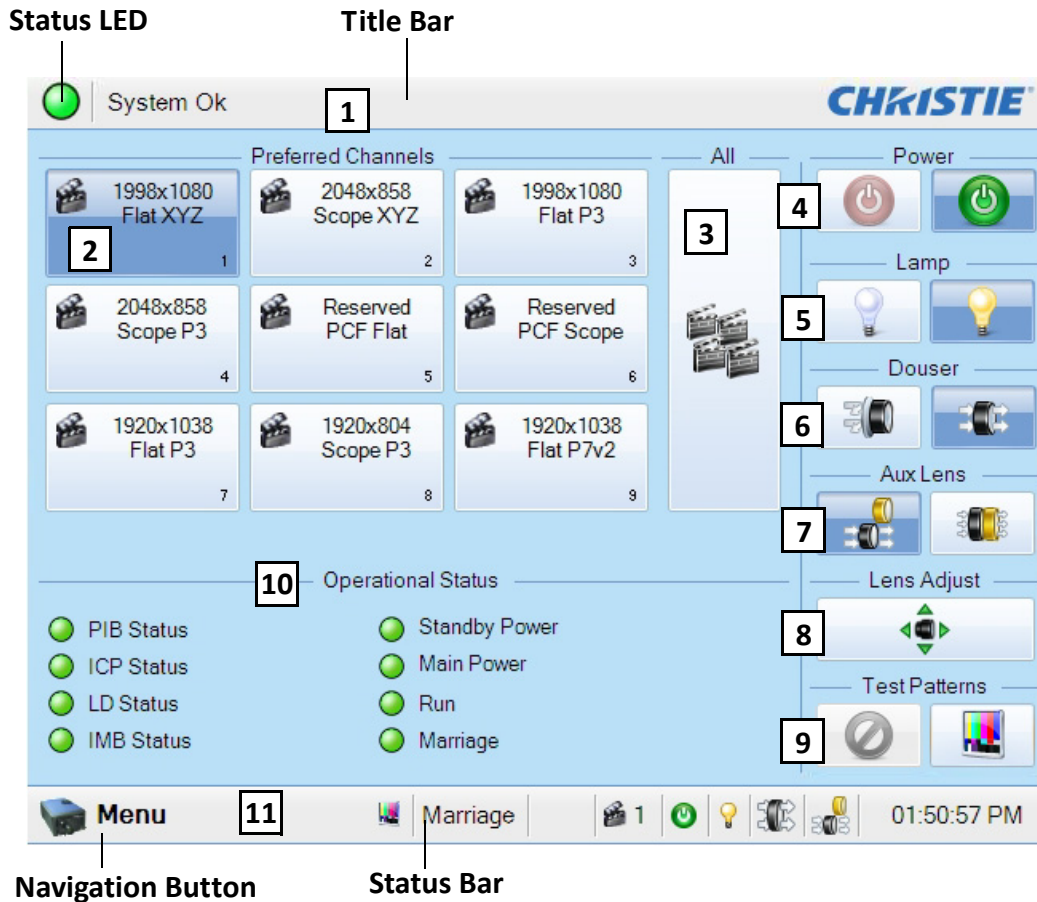 Status LED
Title Bar
System Ok
1
CHRISTIE
Preferred Channels
All
Power
1998x1080
Flat XYZ
2
1
2048x858
Scope XYZ
2
1998x1080
Flat P3
3
3
4
Lamp
2048x858
Scope P3
4
Reserved
PCF Flat
5
Reserved
PCF Scope
6
5
Douser
1920x1038
Flat P3
7
1920x804
Scope P3
8
1920x1038
Flat P7v2
9
6
Aux Lens
7
10
Operational Status
Lens Adjust
PIB Status
Standby Power
8
ICP Status
Main Power
LD Status
Run
Test Patterns
IMB Status
Marriage
9
Menu
11
Marriage
1
01:50:57 PM
Navigation Button
Status Bar